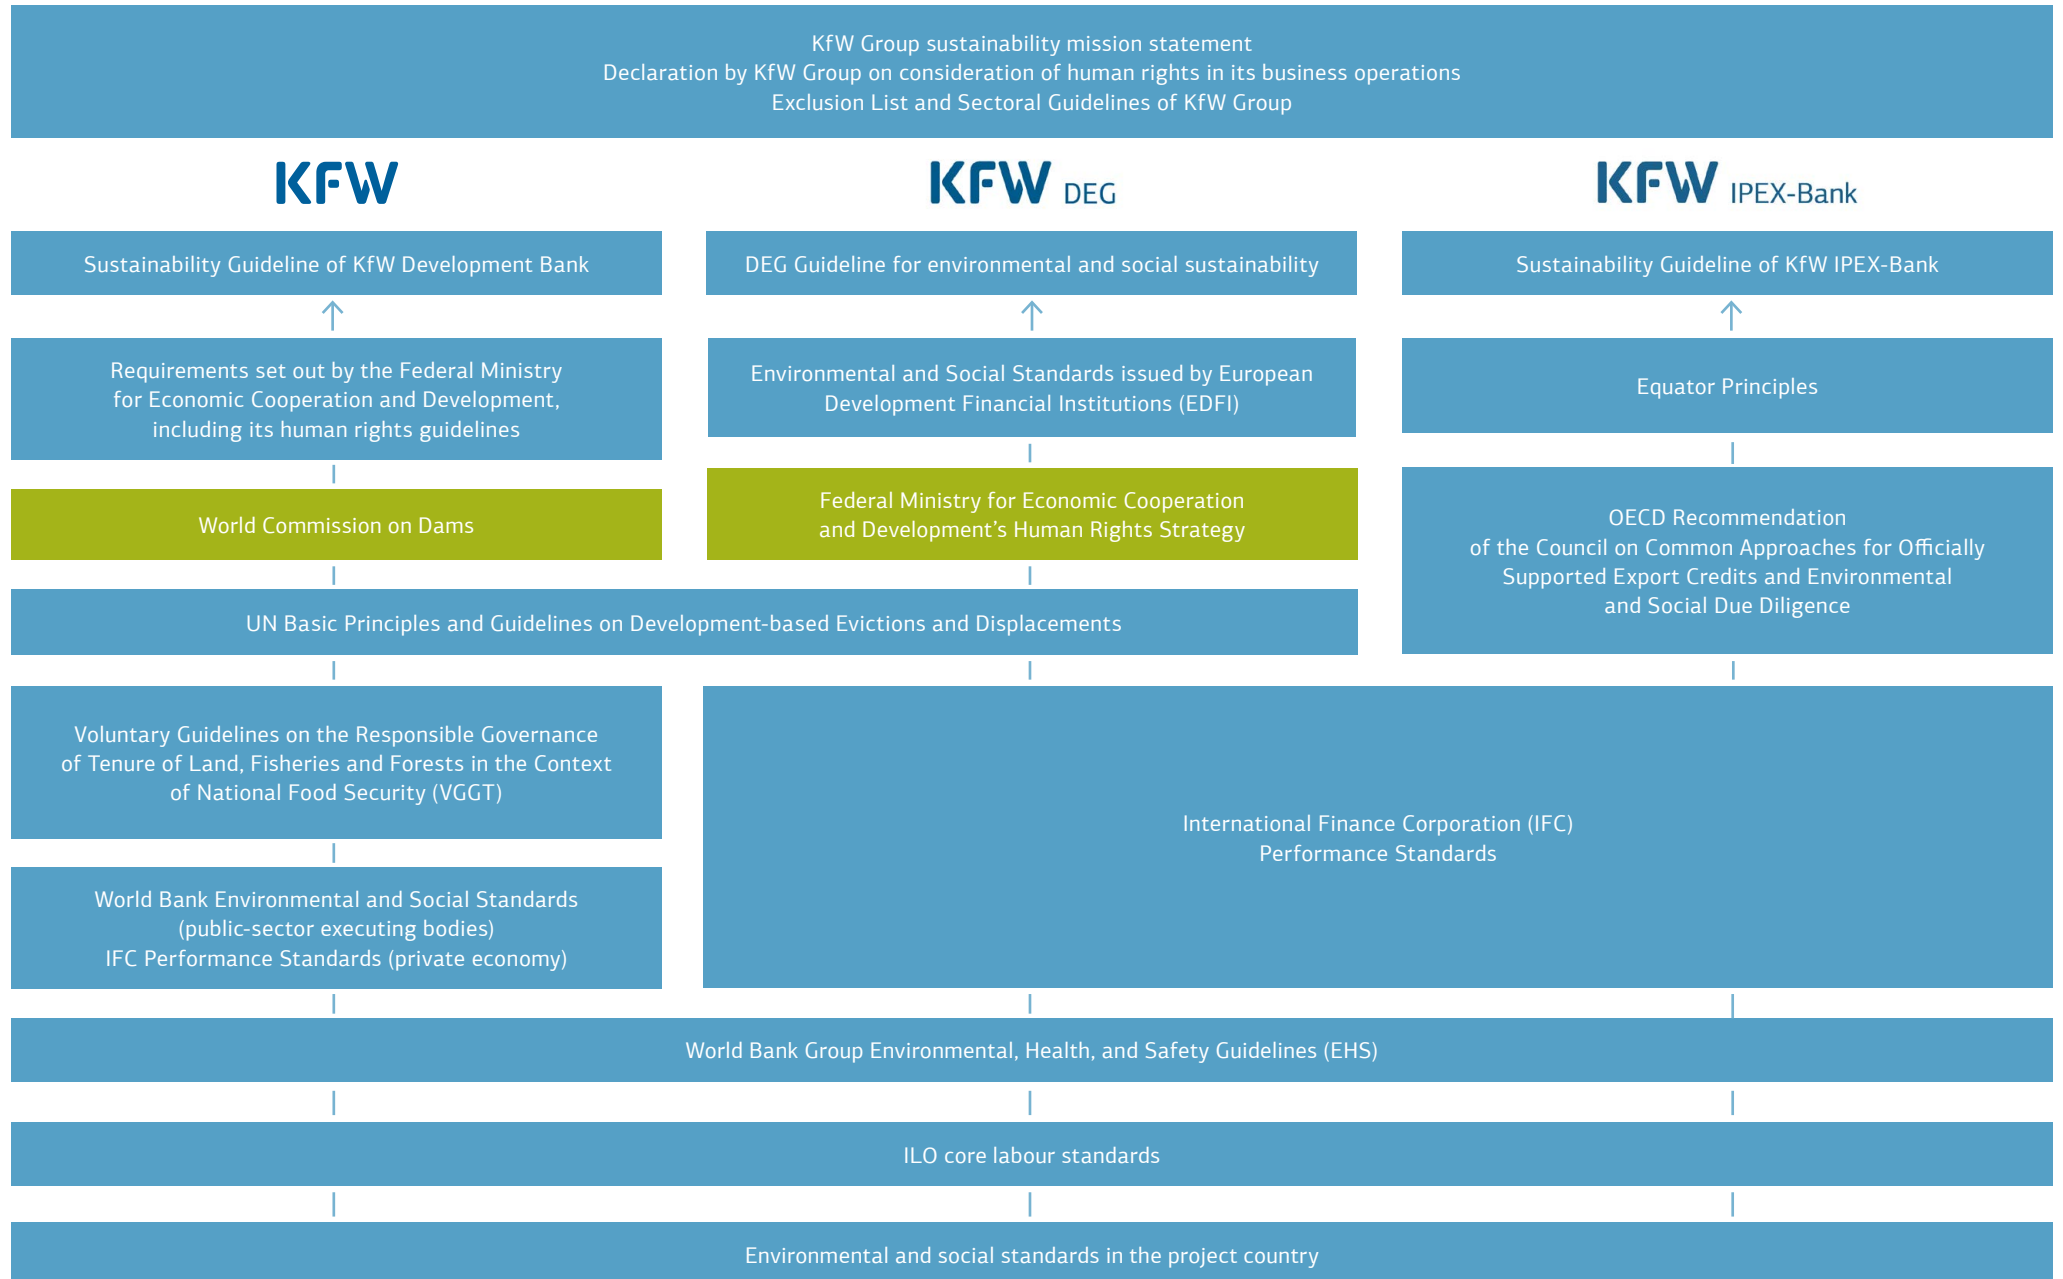 KfW Group sustainability mission statement
Declaration by KfW Group on consideration of human rights in its business operations
Exclusion List and Sectoral Guidelines of KfW Group
KFW
KFW DEG
KFW IPEX-Bank
Sustainability Guideline of KfW Development Bank
DEG Guideline for environmental and social sustainability
Sustainability Guideline of KfW IPEX-Bank
Requirements set out by the Federal Ministry
for Economic Cooperation and Development,
including its human rights guidelines
Environmental and Social Standards issued by European
Development Financial Institutions (EDFI)
Equator Principles
World Commission on Dams
Federal Ministry for Economic Cooperation
and Development’s Human Rights Strategy
OECD Recommendation
of the Council on Common Approaches for Officially
Supported Export Credits and Environmental
and Social Due Diligence
UN Basic Principles and Guidelines on Development-based Evictions and Displacements
Voluntary Guidelines on the Responsible Governance
of Tenure of Land, Fisheries and Forests in the Context
of National Food Security (VGGT)
International Finance Corporation (IFC)
Performance Standards
World Bank Environmental and Social Standards
(public-sector executing bodies)
IFC Performance Standards (private economy)
World Bank Group Environmental, Health, and Safety Guidelines (EHS)
ILO core labour standards
Environmental and social standards in the project country